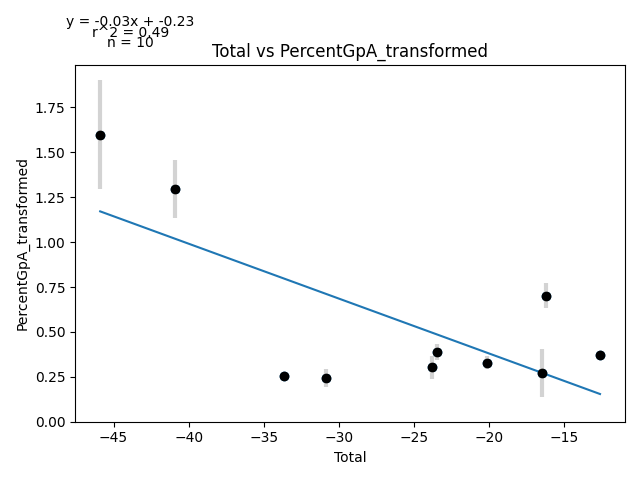 y = -0.03x + -0.23
r^2 = 0.49
n = 10
Total vs PercentGpA_transformed
PercentGpA_transformed
1.75
1.50
1.25
1.00
0.75
0.50
0.25
0.00
−45 −40 −35 −30 −25 −20 −15
Total